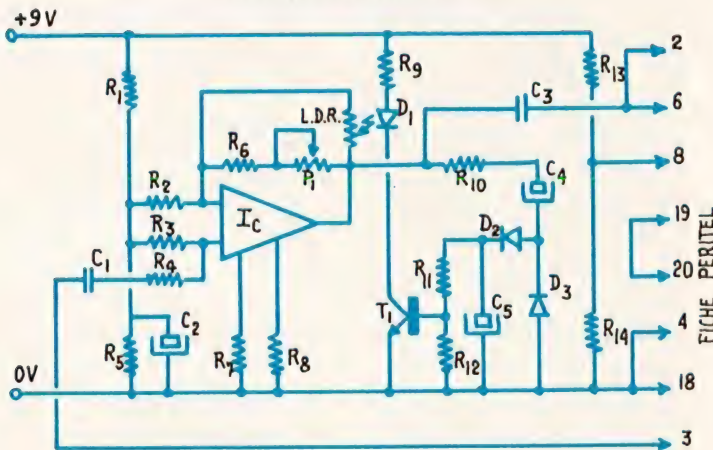 +9V
R1
R9
R13
2
D1
L.D.R.
C3
6
R6
P1
8
R10
R2
C4
IC
19
R3
D2
C1
R4
20
R11
D3
T1
C5
4
C2
R14
R5
R7
R8
R12
0V
18
3
FICHE PERITEL